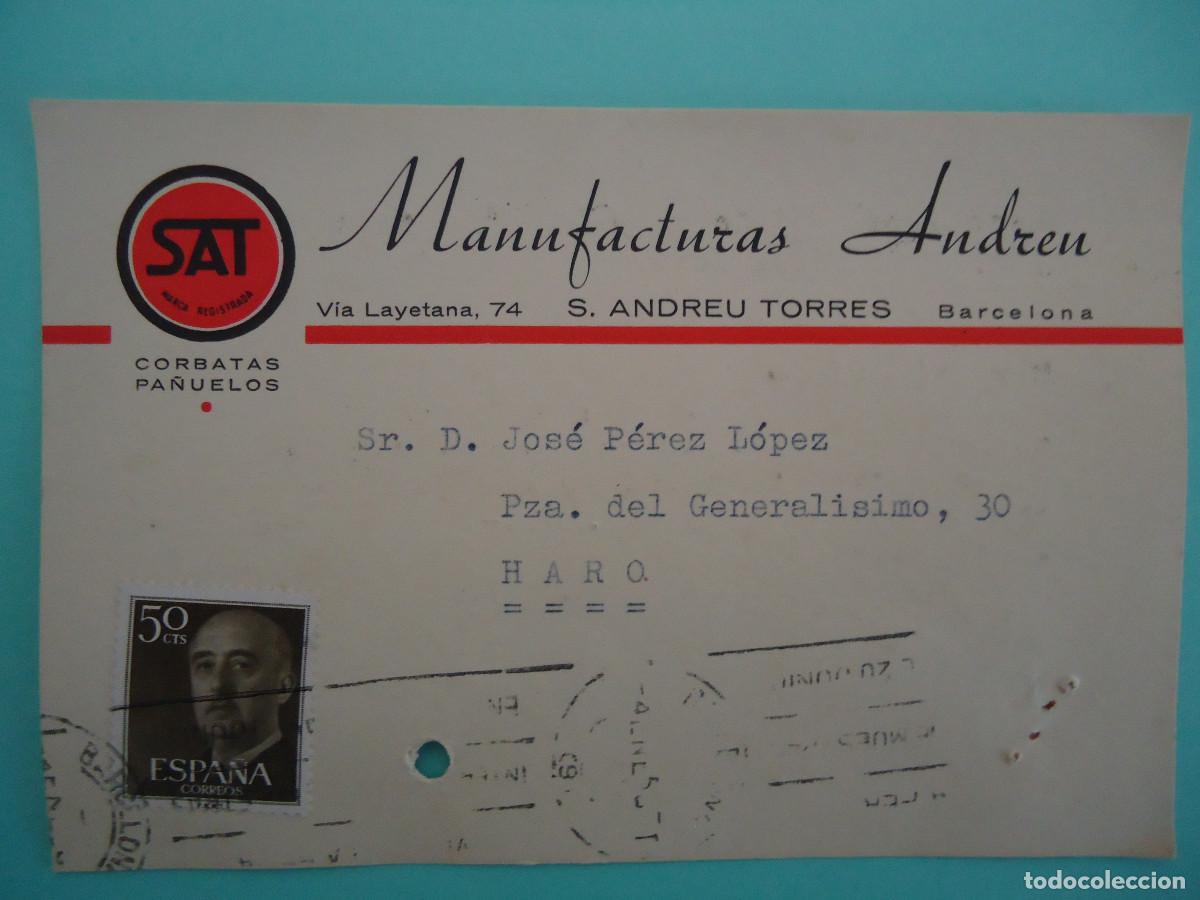 SAT
MARCA REGISTRADA
CORBATAS
PAÑUELOS
Manufacturas Andreu
Vía Layetana, 74 S. ANDREU TORRES Barcelona
Sr. D. José Pérez López
Pza. del Generalisimo, 30
HARO
====
50
CTS
ESPAÑA
CORREOS
todocoleccion